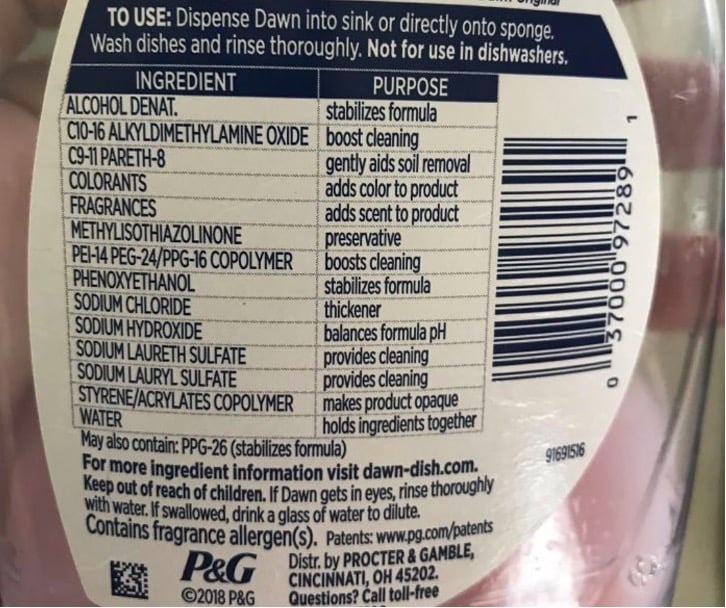 Original
TO USE: Dispense Dawn into sink or directly onto sponge.
Wash dishes and rinse thoroughly. Not for use in dishwashers.
INGREDIENT PURPOSE
ALCOHOL DENAT. stabilizes formula
C10-16 ALKYLDIMETHYLAMINE OXIDE boost cleaning
C9-11 PARETH-8 gently aids soil removal
COLORANTS adds color to product
FRAGRANCES adds scent to product
METHYLISOTHIAZOLINONE preservative
PEI-14 PEG-24/PPG-16 COPOLYMER boosts cleaning
PHENOXYETHANOL stabilizes formula
SODIUM CHLORIDE thickener
SODIUM HYDROXIDE balances formula pH
SODIUM LAURETH SULFATE provides cleaning
SODIUM LAURYL SULFATE provides cleaning
STYRENE/ACRYLATES COPOLYMER makes product opaque
WATER holds ingredients together
May also contain: PPG-26 (stabilizes formula)
For more ingredient information visit dawn-dish.com.
Keep out of reach of children. If Dawn gets in eyes, rinse thoroughly
with water. If swallowed, drink a glass of water to dilute.
Contains fragrance allergen(s). Patents: www.pg.com/patents
P&G
©2018 P&G
Distr. by PROCTER & GAMBLE,
CINCINNATI, OH 45202.
Questions? Call toll-free
0 37000 97289 1
91691516